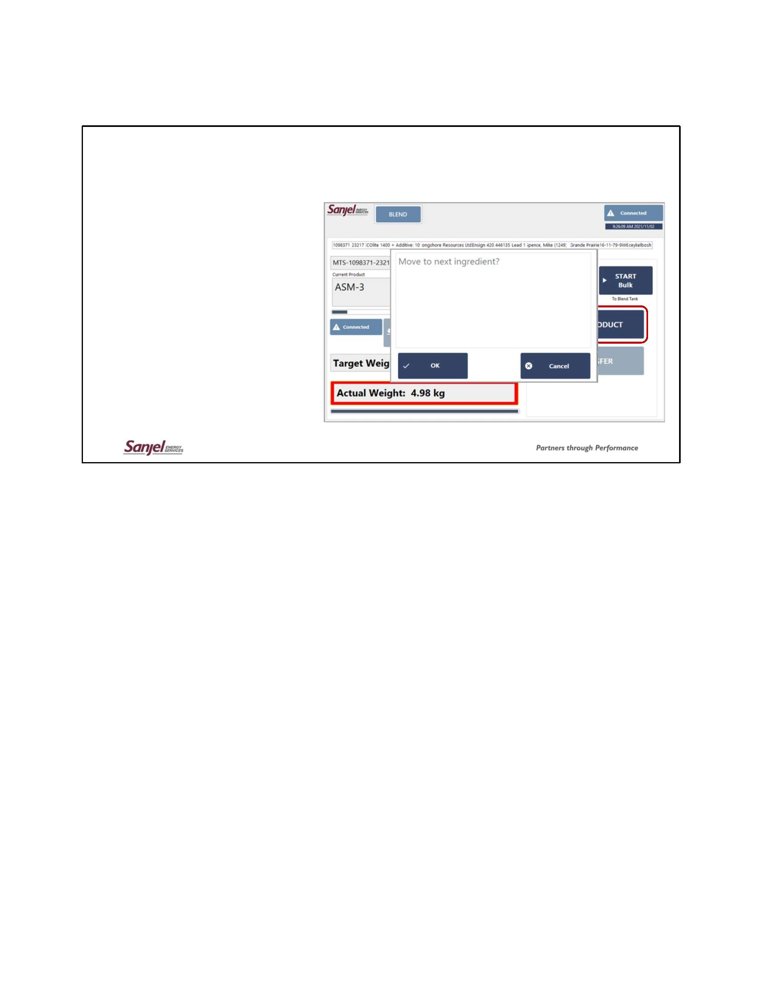 Sanjel ENERGY SERVICES
BLEND
Connected
9:26:09 AM 2021/11/02
1098371 23217 COlite 1400 + Additive: 10 ongshore Resources LtdEnsign 420 446135 Lead 1 pence, Mike (1249) Grande Prairie16-11-79-9W6ceykelbosh
MTS-1098371-2321
Move to next ingredient?
Current Product
ASM-3
START
Bulk
To Blend Tank
ODUCT
Connected
Target Weig
OK
Cancel
FER
Actual Weight: 4.98 kg
Sanjel ENERGY SERVICES
Partners through Performance